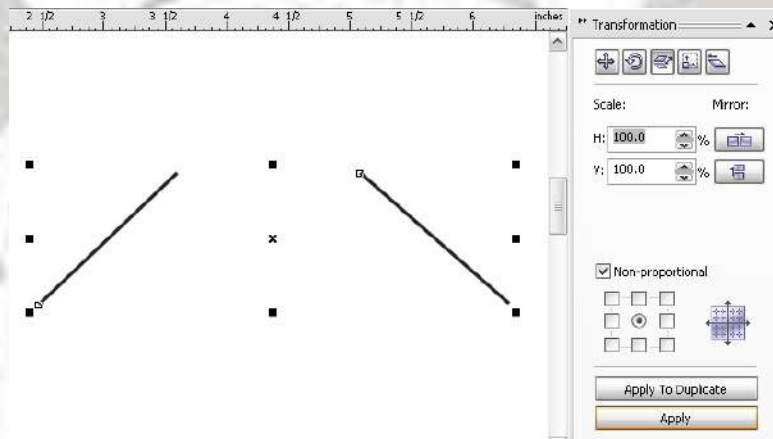 2 1/2 3 3 1/2 4 4 1/2 5 5 1/2 6 inches
Transformation
Scale: Mirror:
H: 100.0 %
V: 100.0 %
Non-proportional
Apply To Duplicate
Apply